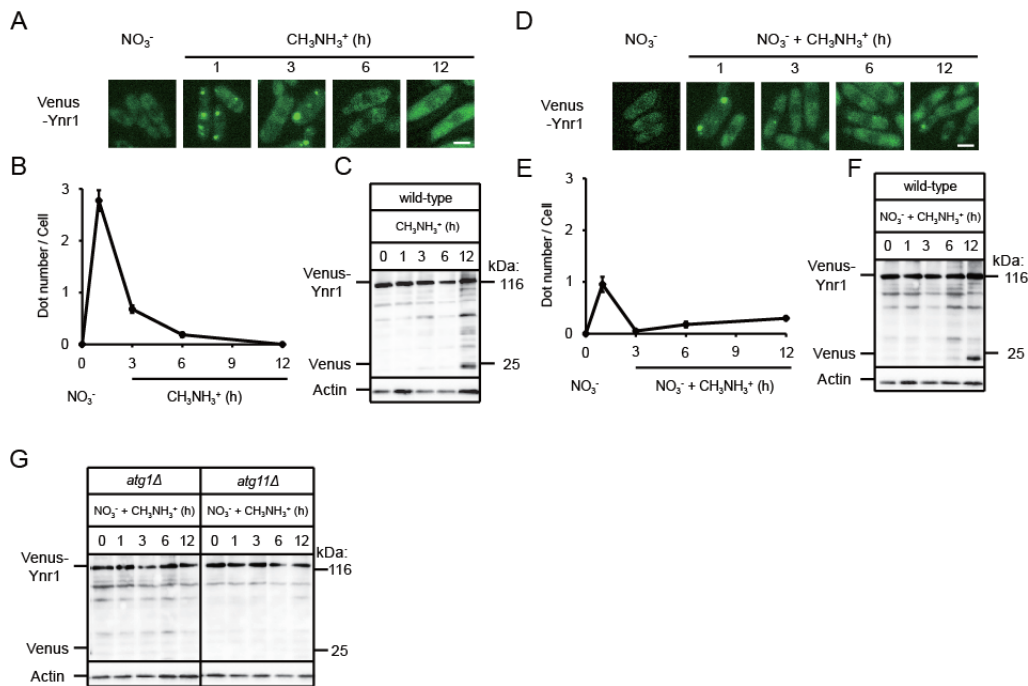 A
NO₃⁻
CH₃NH₃⁺ (h)
1 3 6 12
Venus
-Ynr1
B
3
2
1
0
Dot number / Cell
0 3 6 9 12
NO₃⁻
CH₃NH₃⁺ (h)
C
wild-type
CH₃NH₃⁺ (h)
0 1 3 6 12
kDa:
Venus-
Ynr1
116
Venus
25
Actin
D
NO₃⁻
NO₃⁻ + CH₃NH₃⁺ (h)
1 3 6 12
Venus
-Ynr1
E
3
2
1
0
Dot number / Cell
0 3 6 9 12
NO₃⁻
NO₃⁻ + CH₃NH₃⁺ (h)
F
wild-type
NO₃⁻ + CH₃NH₃⁺ (h)
0 1 3 6 12
kDa:
Venus-
Ynr1
116
Venus
25
Actin
G
atg1Δ atg11Δ
NO₃⁻ + CH₃NH₃⁺ (h) NO₃⁻ + CH₃NH₃⁺ (h)
0 1 3 6 12 0 1 3 6 12
kDa:
Venus-
Ynr1
116
Venus
25
Actin